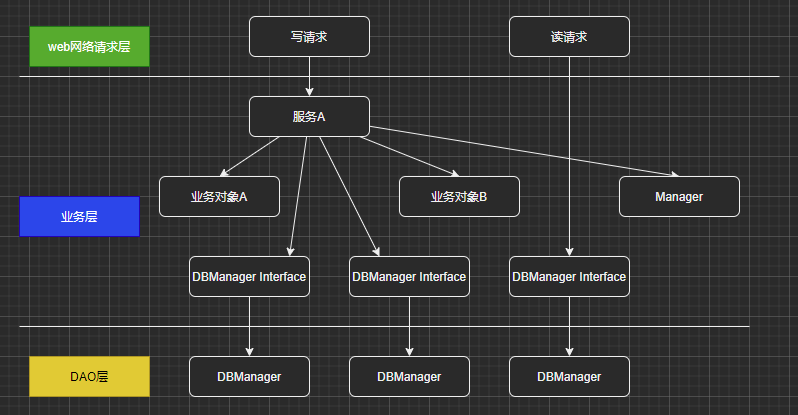 web网络请求层
写请求
读请求
服务A
业务对象A
业务对象B
Manager
业务层
DBManager Interface
DBManager Interface
DBManager Interface
DAO层
DBManager
DBManager
DBManager